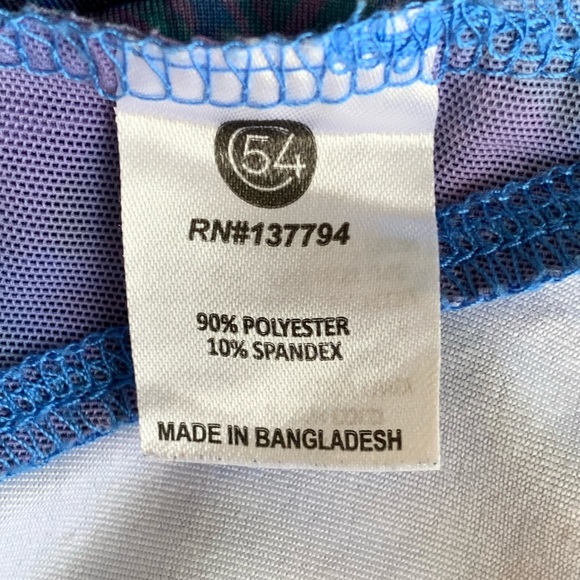 54
RN#137794
90% POLYESTER
10% SPANDEX
MADE IN BANGLADESH